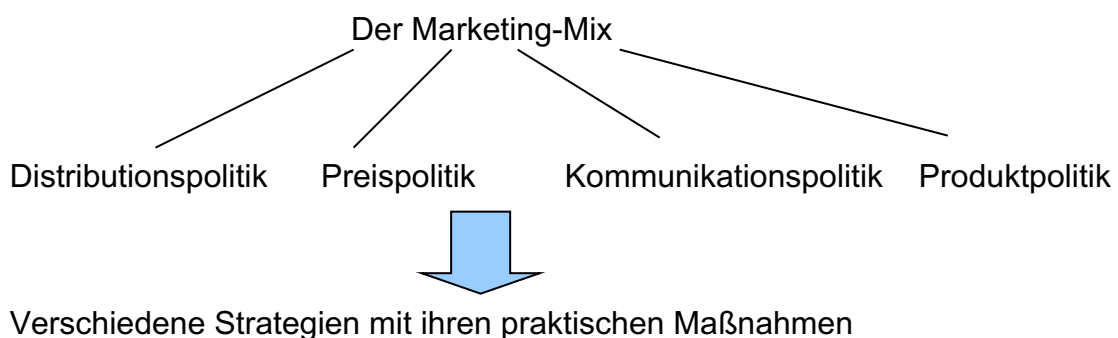 Der Marketing-Mix
Distributionspolitik Preispolitik Kommunikationspolitik Produktpolitik
Verschiedene Strategien mit ihren praktischen Maßnahmen